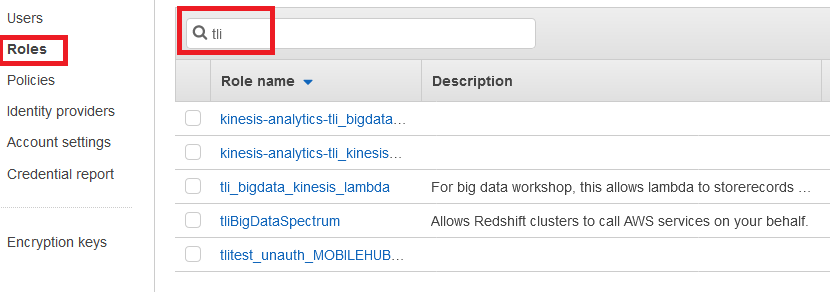 Users
Roles
Policies
Identity providers
Account settings
Credential report
Encryption keys
tli
Role name Description
kinesis-analytics-tli_bigdata…
kinesis-analytics-tli_kinesis…
tli_bigdata_kinesis_lambda For big data workshop, this allows lambda to storerecords …
tliBigDataSpectrum Allows Redshift clusters to call AWS services on your behalf.
tlitest_unauth_MOBILEHUB…